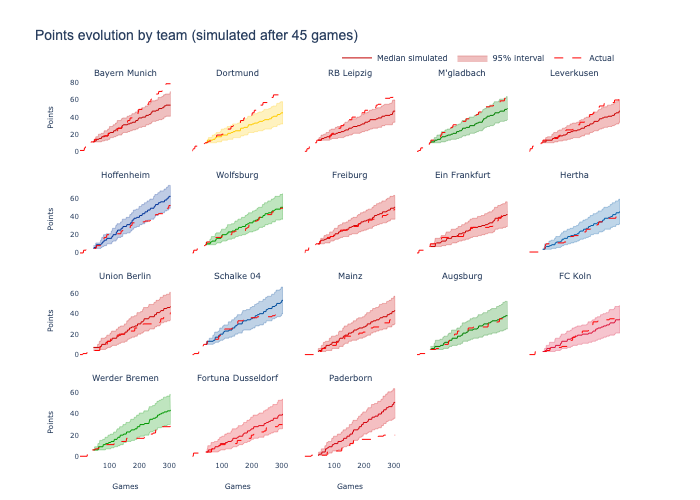 Points evolution by team (simulated after 45 games)
Median simulated 95% interval Actual
Bayern Munich Dortmund RB Leipzig M'gladbach Leverkusen
80
60
40
20
0
Points
Hoffenheim Wolfsburg Freiburg Ein Frankfurt Hertha
60
40
20
0
Points
Union Berlin Schalke 04 Mainz Augsburg FC Koln
60
40
20
0
Points
Werder Bremen Fortuna Dusseldorf Paderborn
60
40
20
0
Points
100 200 300 100 200 300 100 200 300
Games Games Games